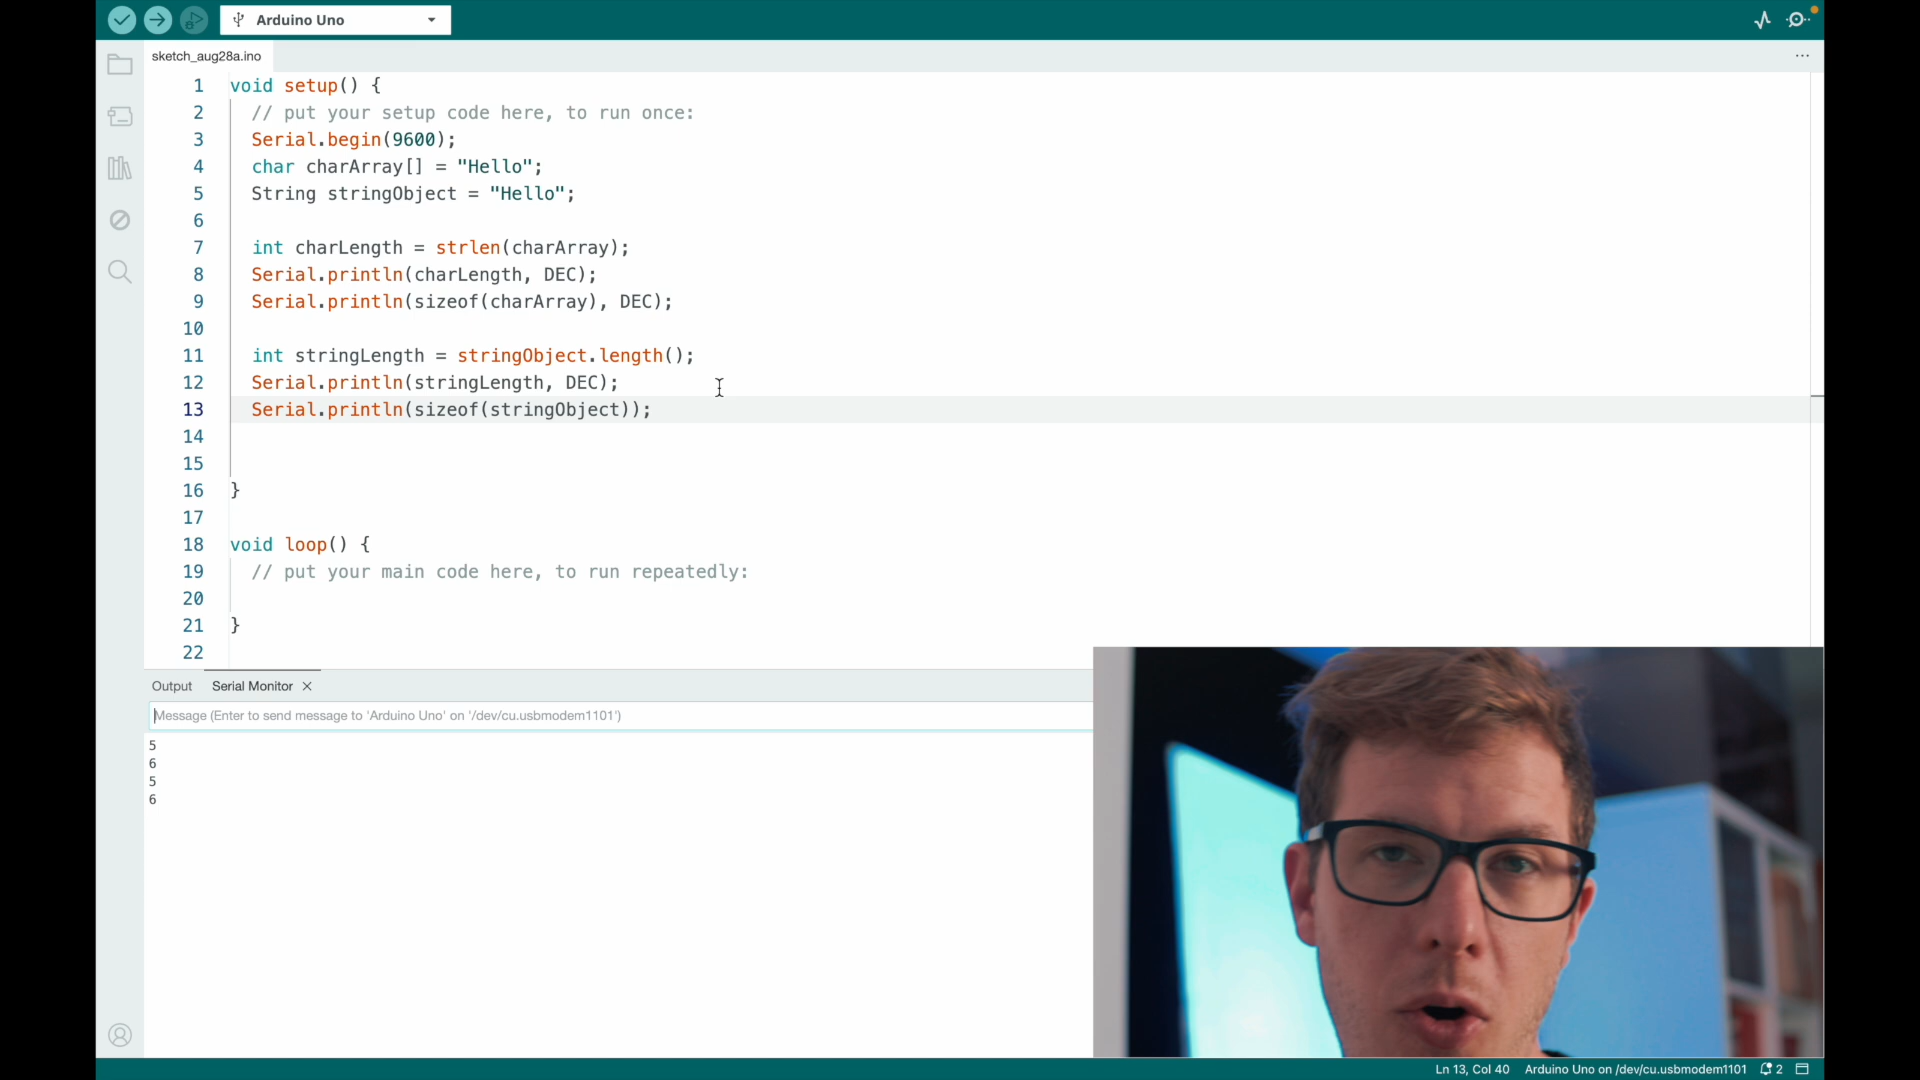 Arduino Uno
sketch_aug28a.ino
1 void setup() {
2 // put your setup code here, to run once:
3 Serial.begin(9600);
4 char charArray[] = "Hello";
5 String stringObject = "Hello";
6
7 int charLength = strlen(charArray);
8 Serial.println(charLength, DEC);
9 Serial.println(sizeof(charArray), DEC);
10
11 int stringLength = stringObject.length();
12 Serial.println(stringLength, DEC);
13 Serial.println(sizeof(stringObject));
14
15
16 }
17
18 void loop() {
19 // put your main code here, to run repeatedly:
20
21 }
22
Output Serial Monitor
Message (Enter to send message to 'Arduino Uno' on '/dev/cu.usbmodem1101')
5
6
5
6
Ln 13, Col 40 Arduino Uno on /dev/cu.usbmodem1101 2